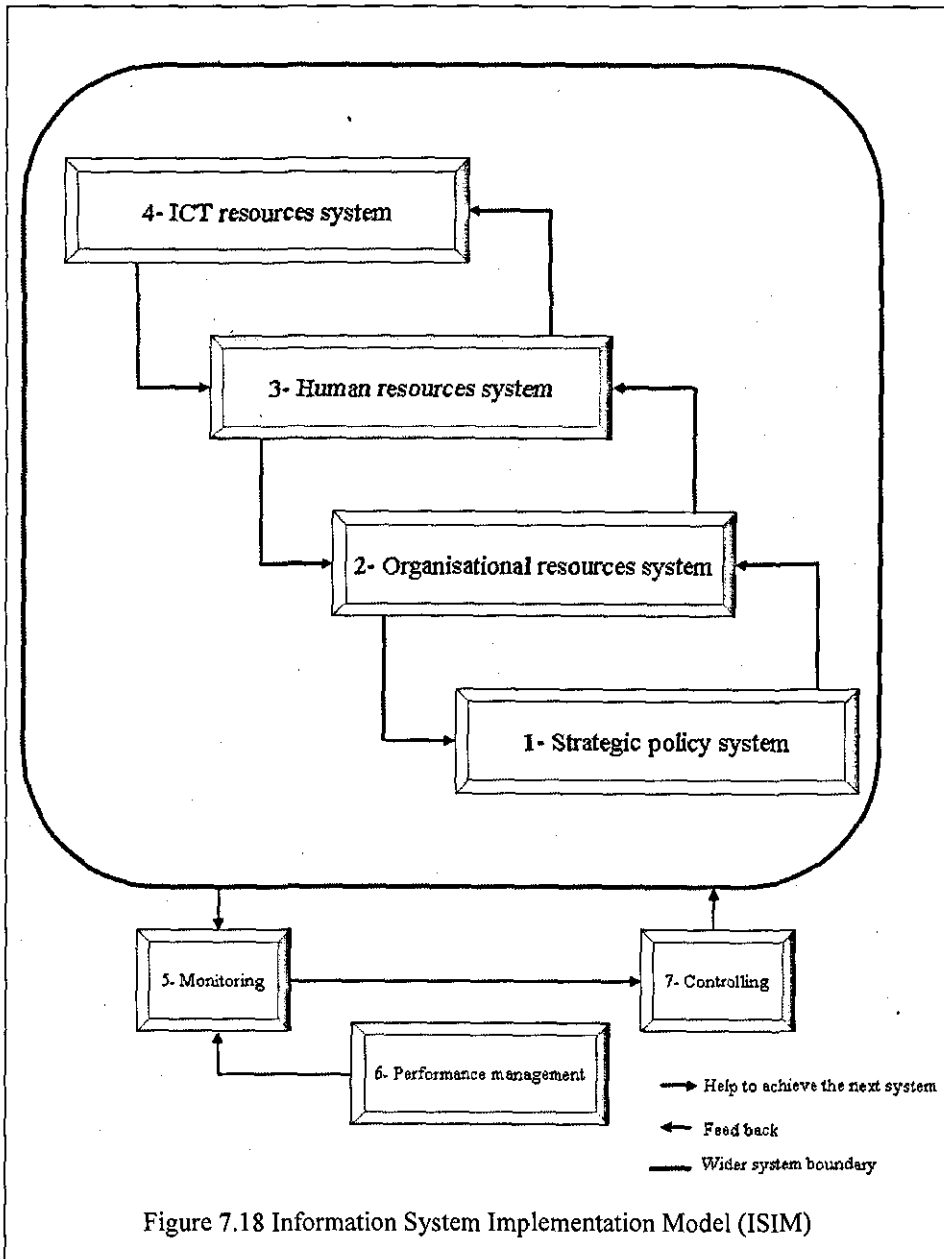 4- ICT resources system
3- Human resources system
2- Organisational resources system
1- Strategic policy system
5- Monitoring
7- Controlling
6- Performance management
Help to achieve the next system
Feed back
Wider system boundary
Figure 7.18 Information System Implementation Model (ISIM)